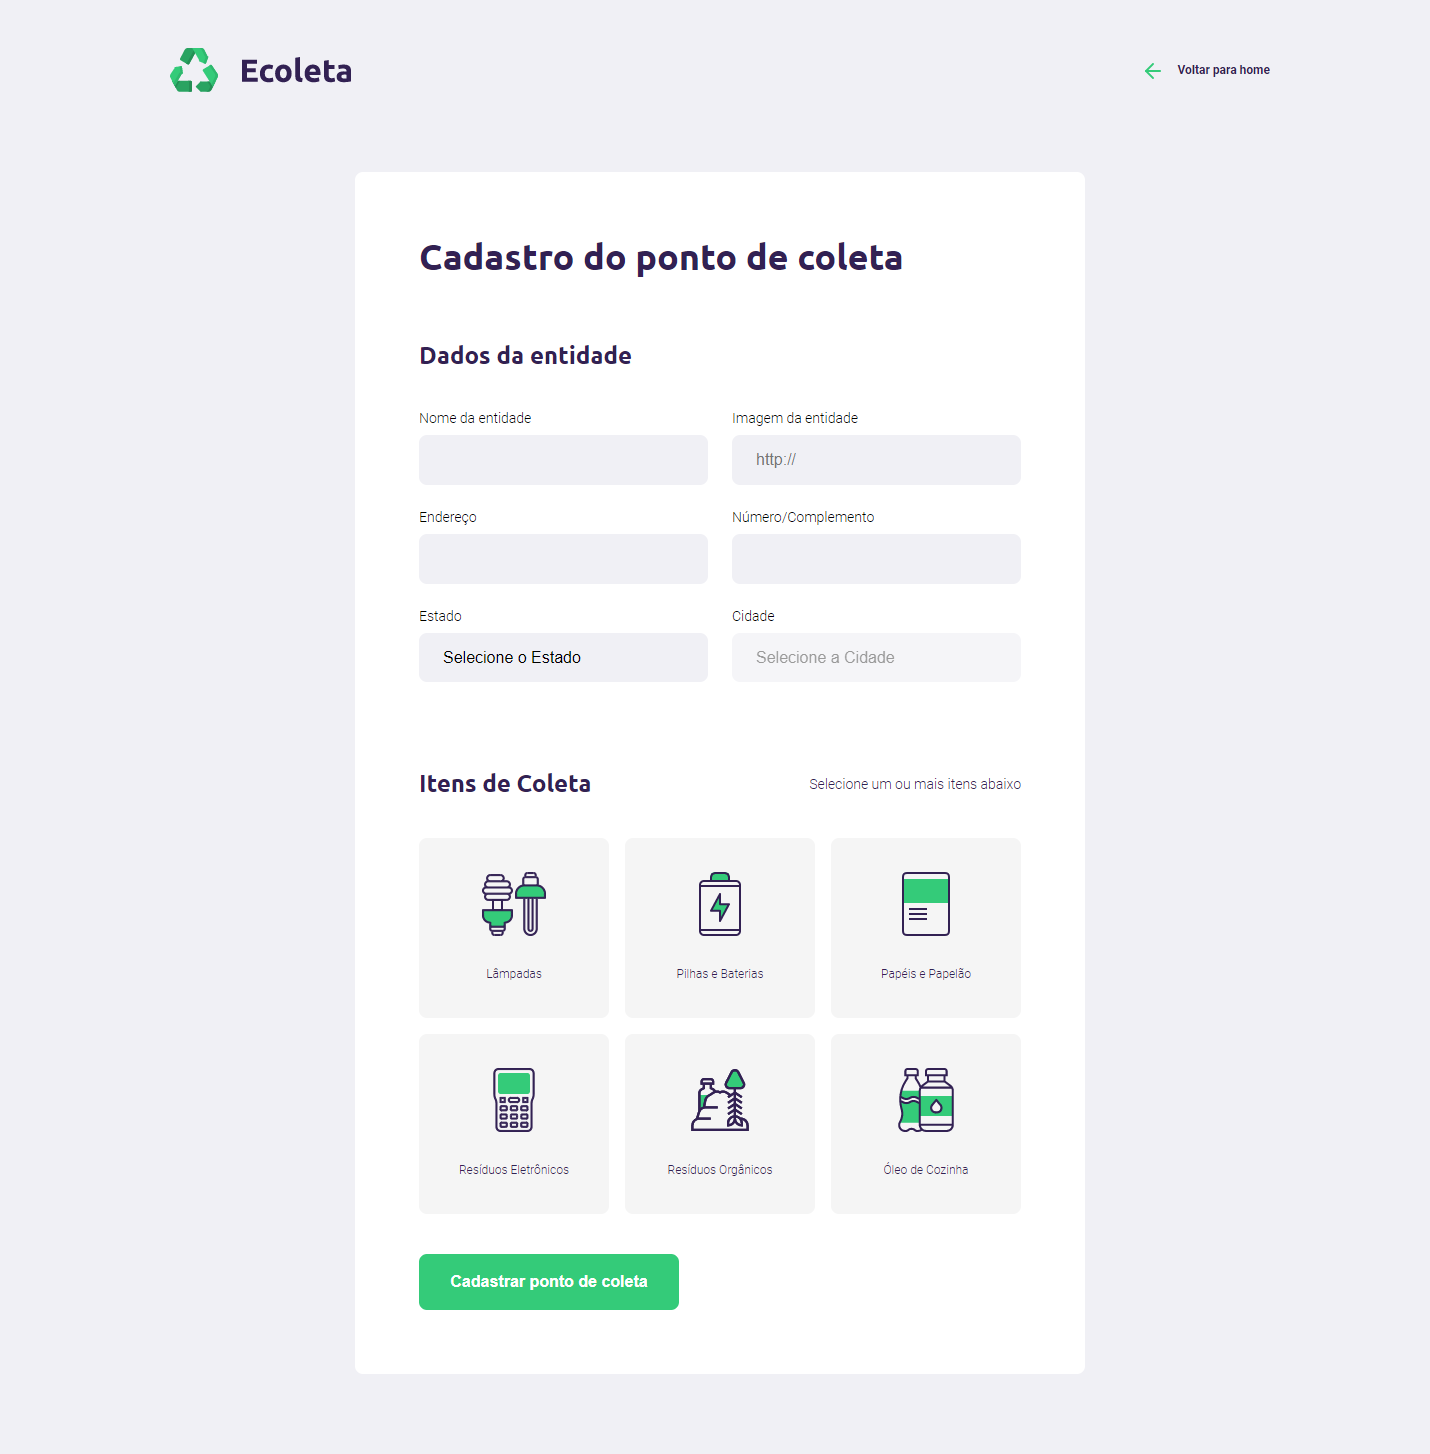 Ecoleta
Voltar para home
Cadastro do ponto de coleta
Dados da entidade
Nome da entidade
Imagem da entidade
http://
Endereço
Número/Complemento
Estado
Cidade
Selecione o Estado
Selecione a Cidade
Itens de Coleta
Selecione um ou mais itens abaixo
Lâmpadas
Pilhas e Baterias
Papéis e Papelão
Resíduos Eletrônicos
Resíduos Orgânicos
Óleo de Cozinha
Cadastrar ponto de coleta